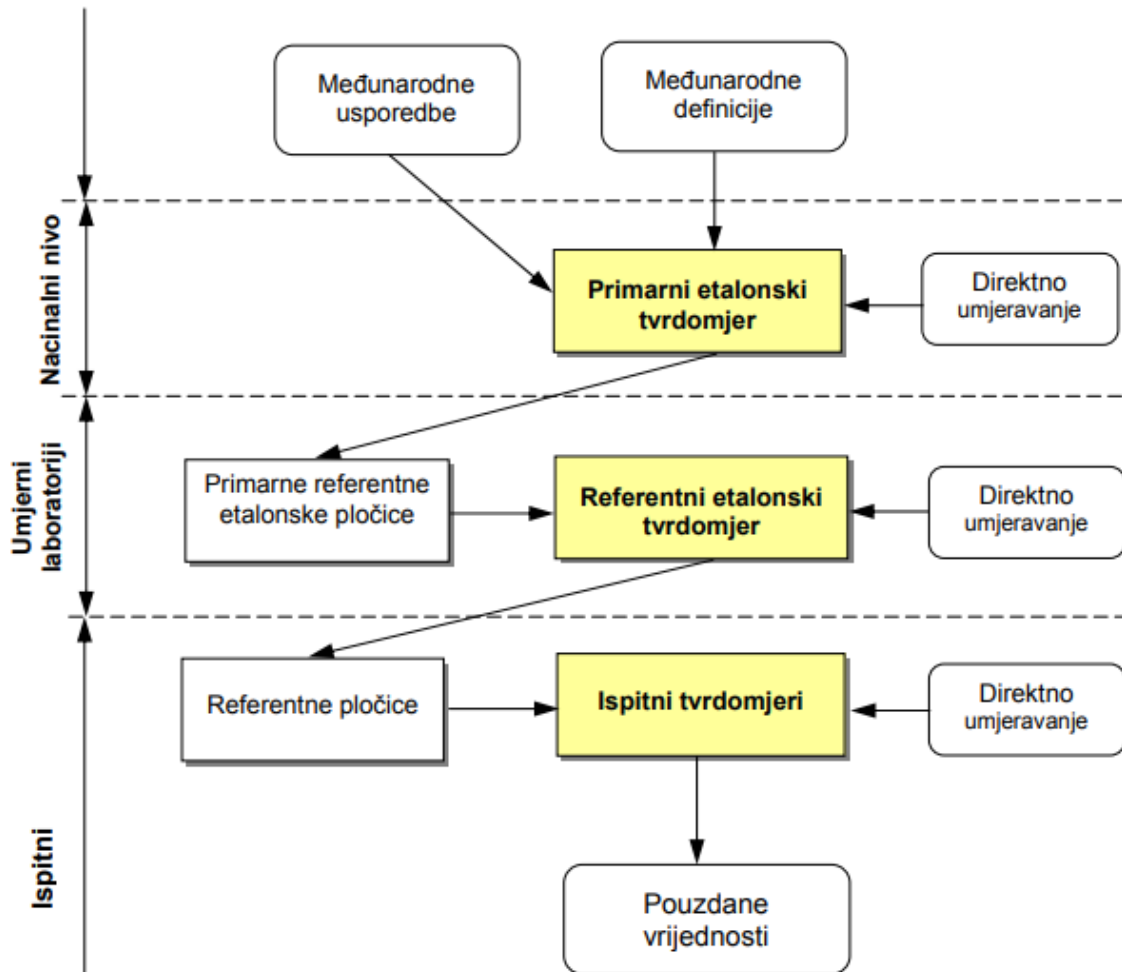 Međunarodne
usporedbe
Međunarodne
definicije
Nacinalni nivo
Primarni etalonski
tvrdomjer
Direktno
umjeravanje
Umjerni
laboratoriji
Primarne referentne
etalonske pločice
Referentni etalonski
tvrdomjer
Direktno
umjeravanje
Ispitni
Referentne pločice
Ispitni tvrdomjeri
Direktno
umjeravanje
Pouzdane
vrijednosti